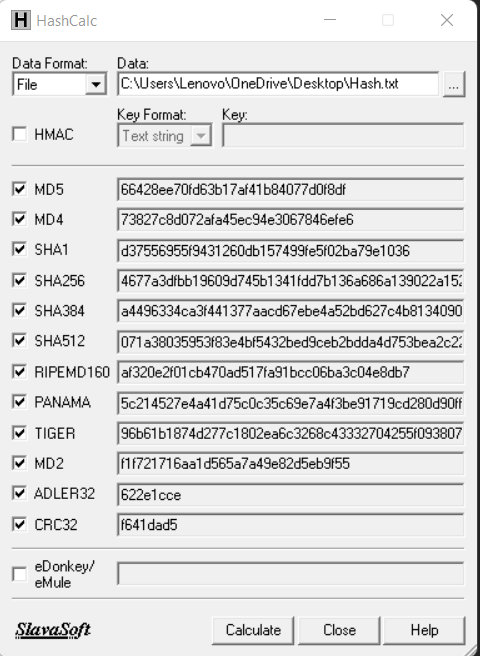 HashCalc
Data Format: Data:
File C:\Users\Lenovo\OneDrive\Desktop\Hash.txt ...
Key Format: Key:
HMAC Text string
MD5 66428ee70fd63b17af41b84077d0f8df
MD4 73827c8d072afa45ec94e3067846efe6
SHA1 d37556955f9431260db157499fe5f02ba79e1036
SHA256 4677a3dfbb19609d745b1341fdd7b136a686a139022a152
SHA384 a4496334ca3f441377aacd67ebe4a52bd627c4b8134090
SHA512 071a38035953f83e4bf5432bed9ceb2bdda4d753bea2c22
RIPEMD160 af320e2f01cb470ad517fa91bcc06ba3c04e8db7
PANAMA 5c214527e4a41d75c0c35c69e7a4f3be91719cd280d90ff
TIGER 96b61b1874d277c1802ea6c3268c43332704255f093807
MD2 f1f721716aa1d565a7a49e82d5eb9f55
ADLER32 622e1cce
CRC32 f641dad5
eDonkey/
eMule
SlavaSoft Calculate Close Help